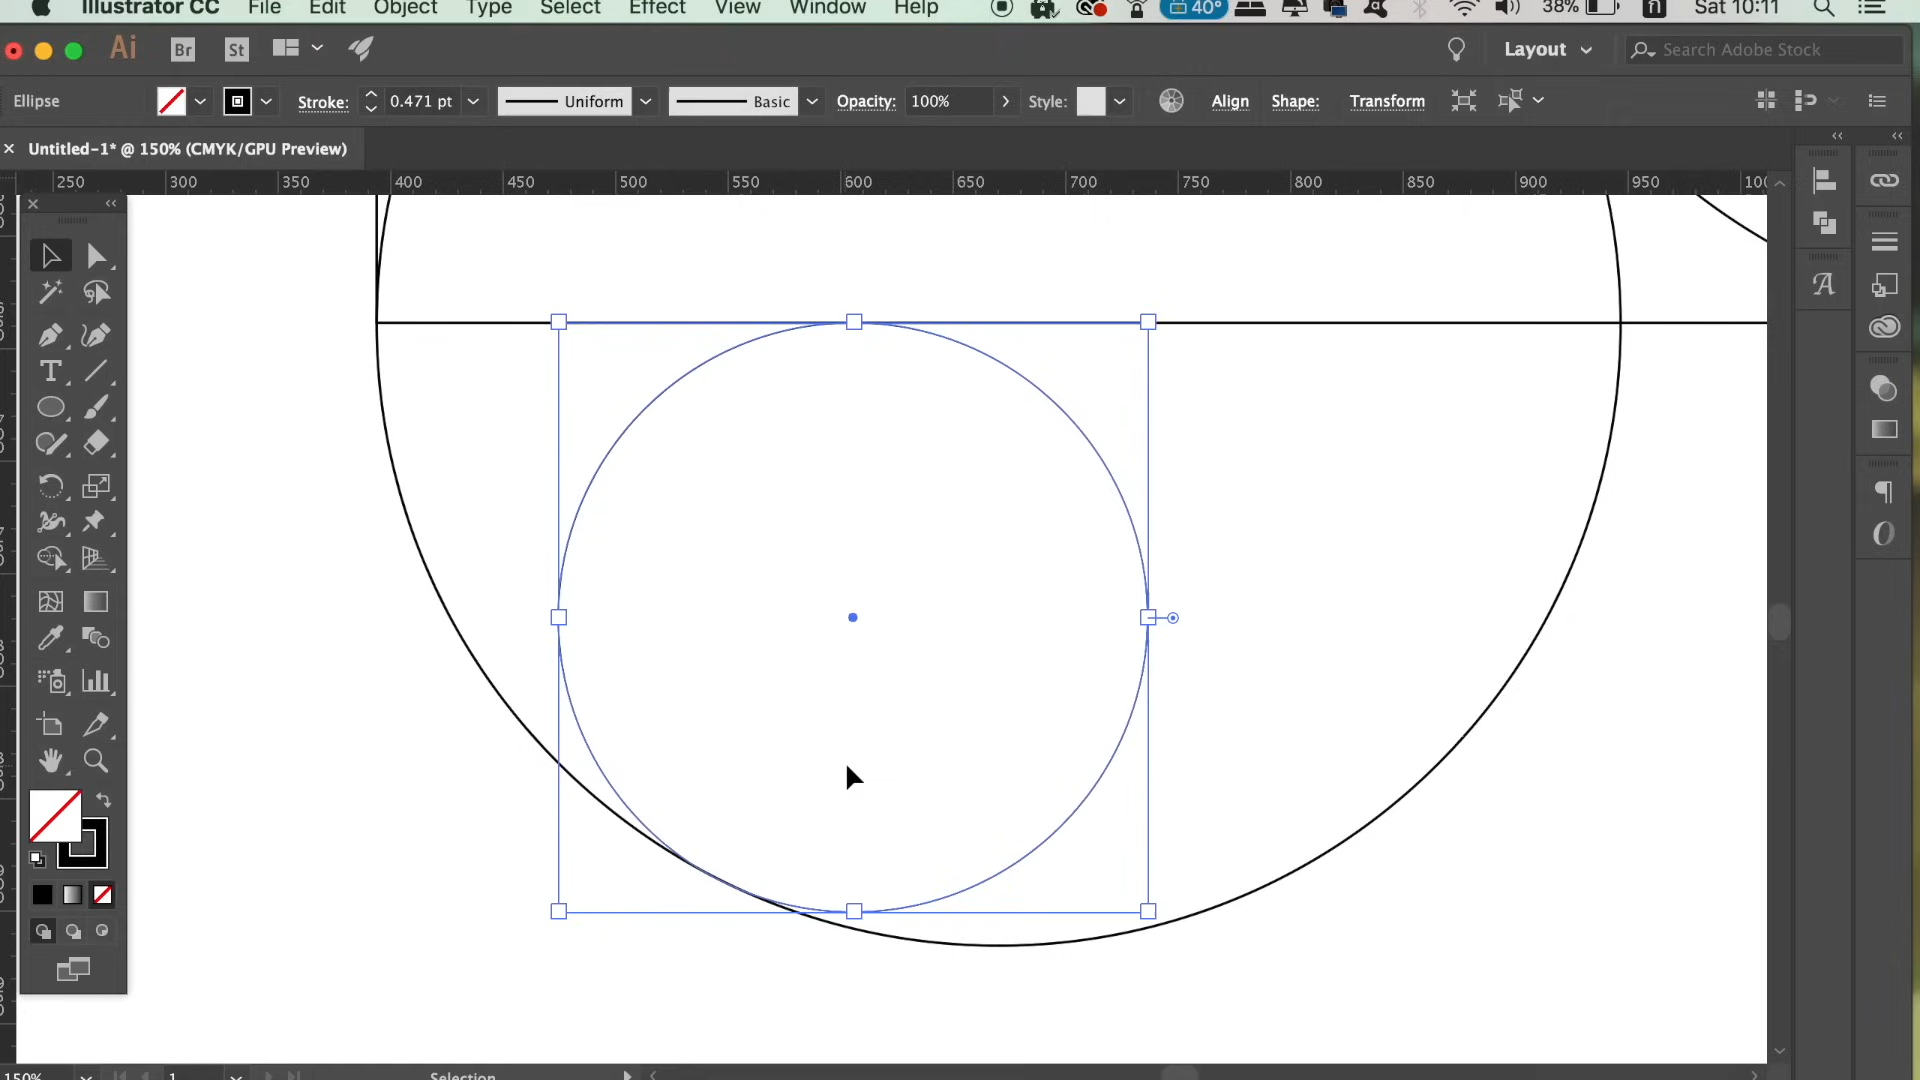 Illustrator CC File Edit Object Type Select Effect View Window Help 40° 38% Sat 10:11
Ai Br St Layout Search Adobe Stock
Ellipse Stroke: 0.471 pt Uniform Basic Opacity: 100% Style: Align Shape: Transform
Untitled-1* @ 150% (CMYK/GPU Preview)
250 300 350 400 450 500 550 600 650 700 750 800 850 900 950
150% 1 Selection